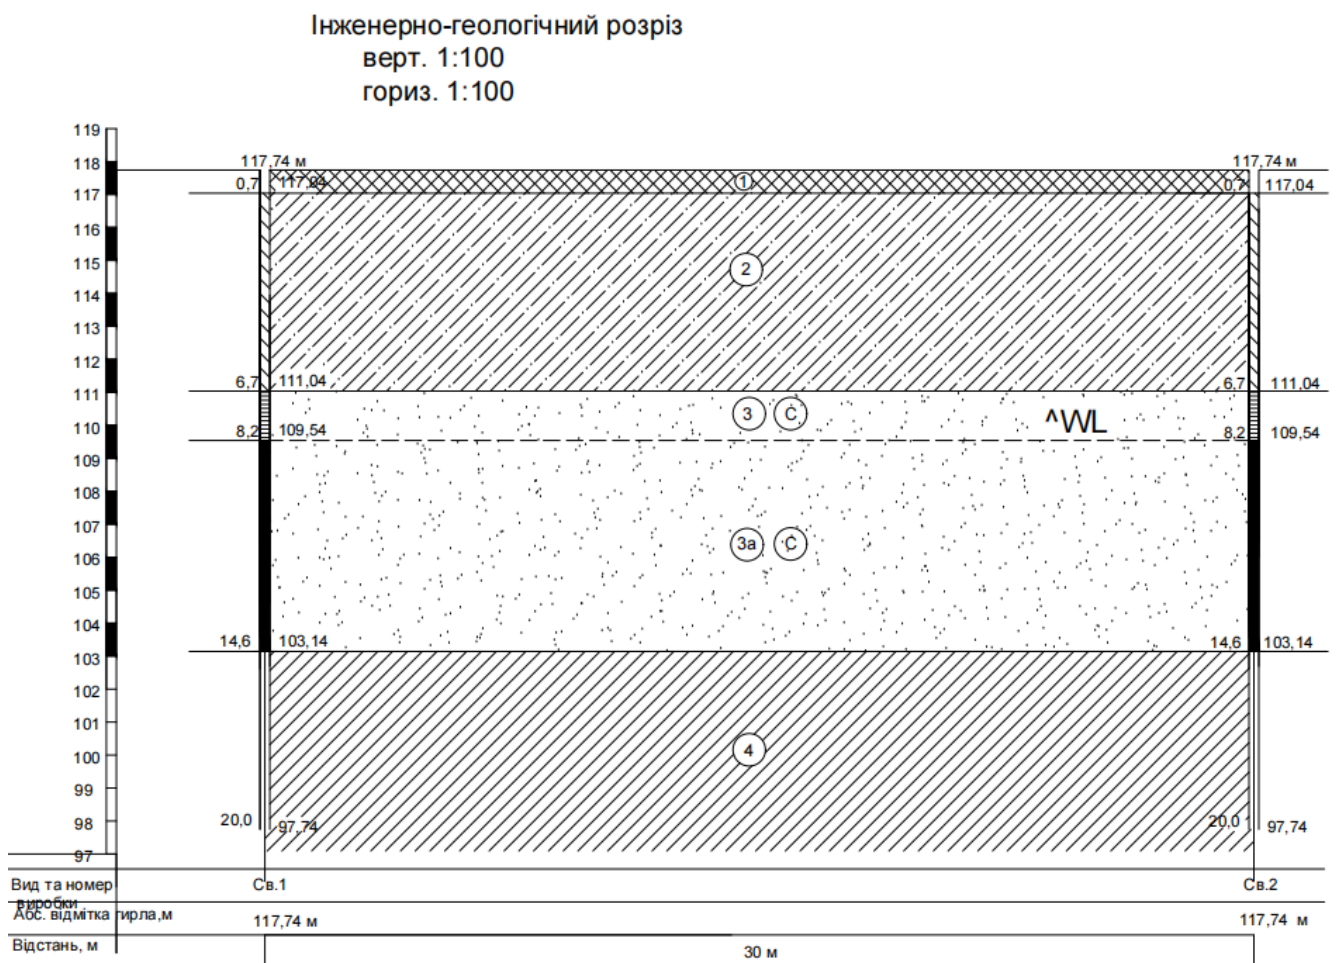 Інженерно-геологічний розріз
верт. 1:100
гориз. 1:100
119
118
117
116
115
114
113
112
111
110
109
108
107
106
105
104
103
102
101
100
99
98
97
117,74 м
117,74 м
0,7 117,04
1
0,7 117,04
2
6,7 111,04
6,7 111,04
3 С
^WL
8,2 109,54
8,2 109,54
3а С
14,6 103,14
14,6 103,14
4
20,0 97,74
20,0 97,74
Вид та номер виробки
Св.1
Св.2
Абс. відмітка гирла,м
117,74 м
117,74 м
Відстань, м
30 м